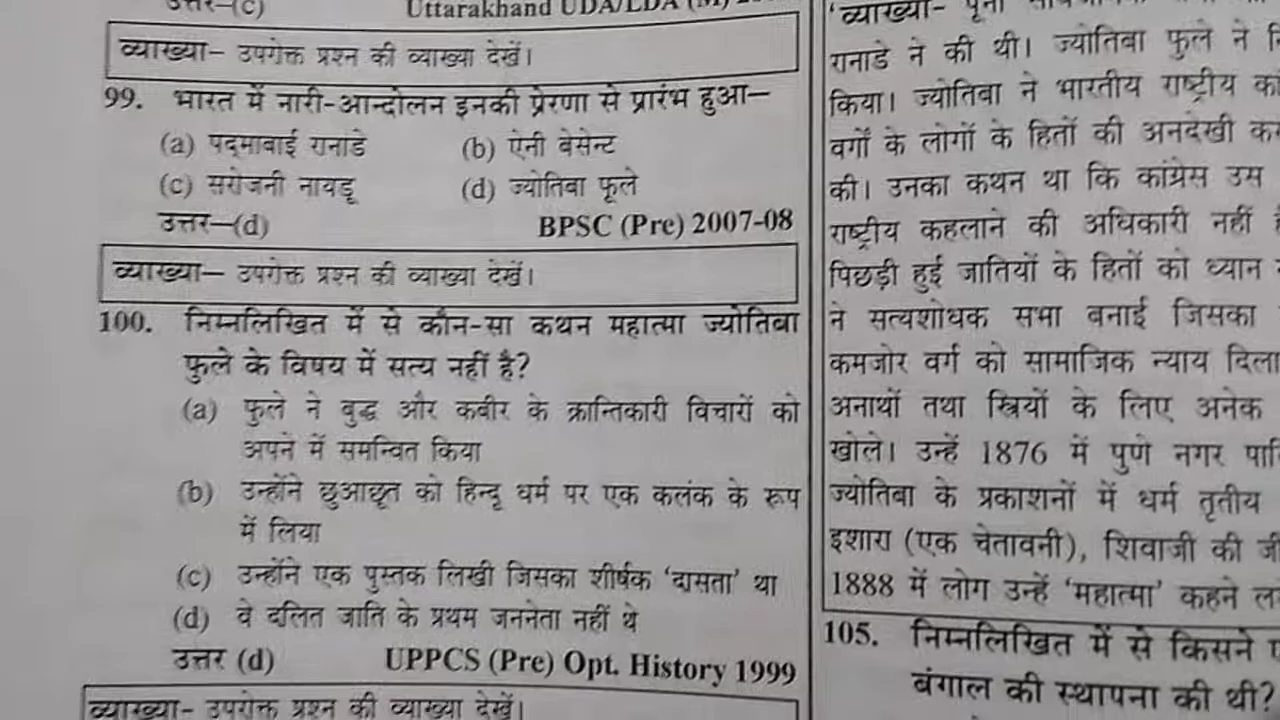 उत्तर–(c) Uttarakhand UDA/LDA (M)
व्याख्या– उपरोक्त प्रश्न की व्याख्या देखें।
99. भारत में नारी-आन्दोलन इनकी प्रेरणा से प्रारंभ हुआ–
(a) पद्माबाई रानाडे (b) ऐनी बेसेन्ट
(c) सरोजनी नायडू (d) ज्योतिबा फूले
उत्तर–(d) BPSC (Pre) 2007-08
व्याख्या– उपरोक्त प्रश्न की व्याख्या देखें।
100. निम्नलिखित में से कौन-सा कथन महात्मा ज्योतिबा
फुले के विषय में सत्य नहीं है?
(a) फुले ने बुद्ध और कबीर के क्रान्तिकारी विचारों को
अपने में समन्वित किया
(b) उन्होंने छुआछूत को हिन्दू धर्म पर एक कलंक के रूप
में लिया
(c) उन्होंने एक पुस्तक लिखी जिसका शीर्षक ‘दासता’ था
(d) वे दलित जाति के प्रथम जननेता नहीं थे
उत्तर (d) UPPCS (Pre) Opt. History 1999
व्याख्या– उपरोक्त प्रश्न की व्याख्या देखें।
‘व्याख्या– पूना
रानाडे ने की थी। ज्योतिबा फुले ने
किया। ज्योतिबा ने भारतीय राष्ट्रीय
वर्गों के लोगों के हितों की अनदेखी
की। उनका कथन था कि कांग्रेस उस
राष्ट्रीय कहलाने की अधिकारी नहीं
पिछड़ी हुई जातियों के हितों को ध्यान
ने सत्यशोधक सभा बनाई जिसका
कमजोर वर्ग को सामाजिक न्याय
अनाथों तथा स्त्रियों के लिए अनेक
खोले। उन्हें 1876 में पुणे नगर
ज्योतिबा के प्रकाशनों में धर्म तृतीय
इशारा (एक चेतावनी), शिवाजी की
1888 में लोग उन्हें ‘महात्मा’ कहने
105. निम्नलिखित में से किसने
बंगाल की स्थापना की थी?